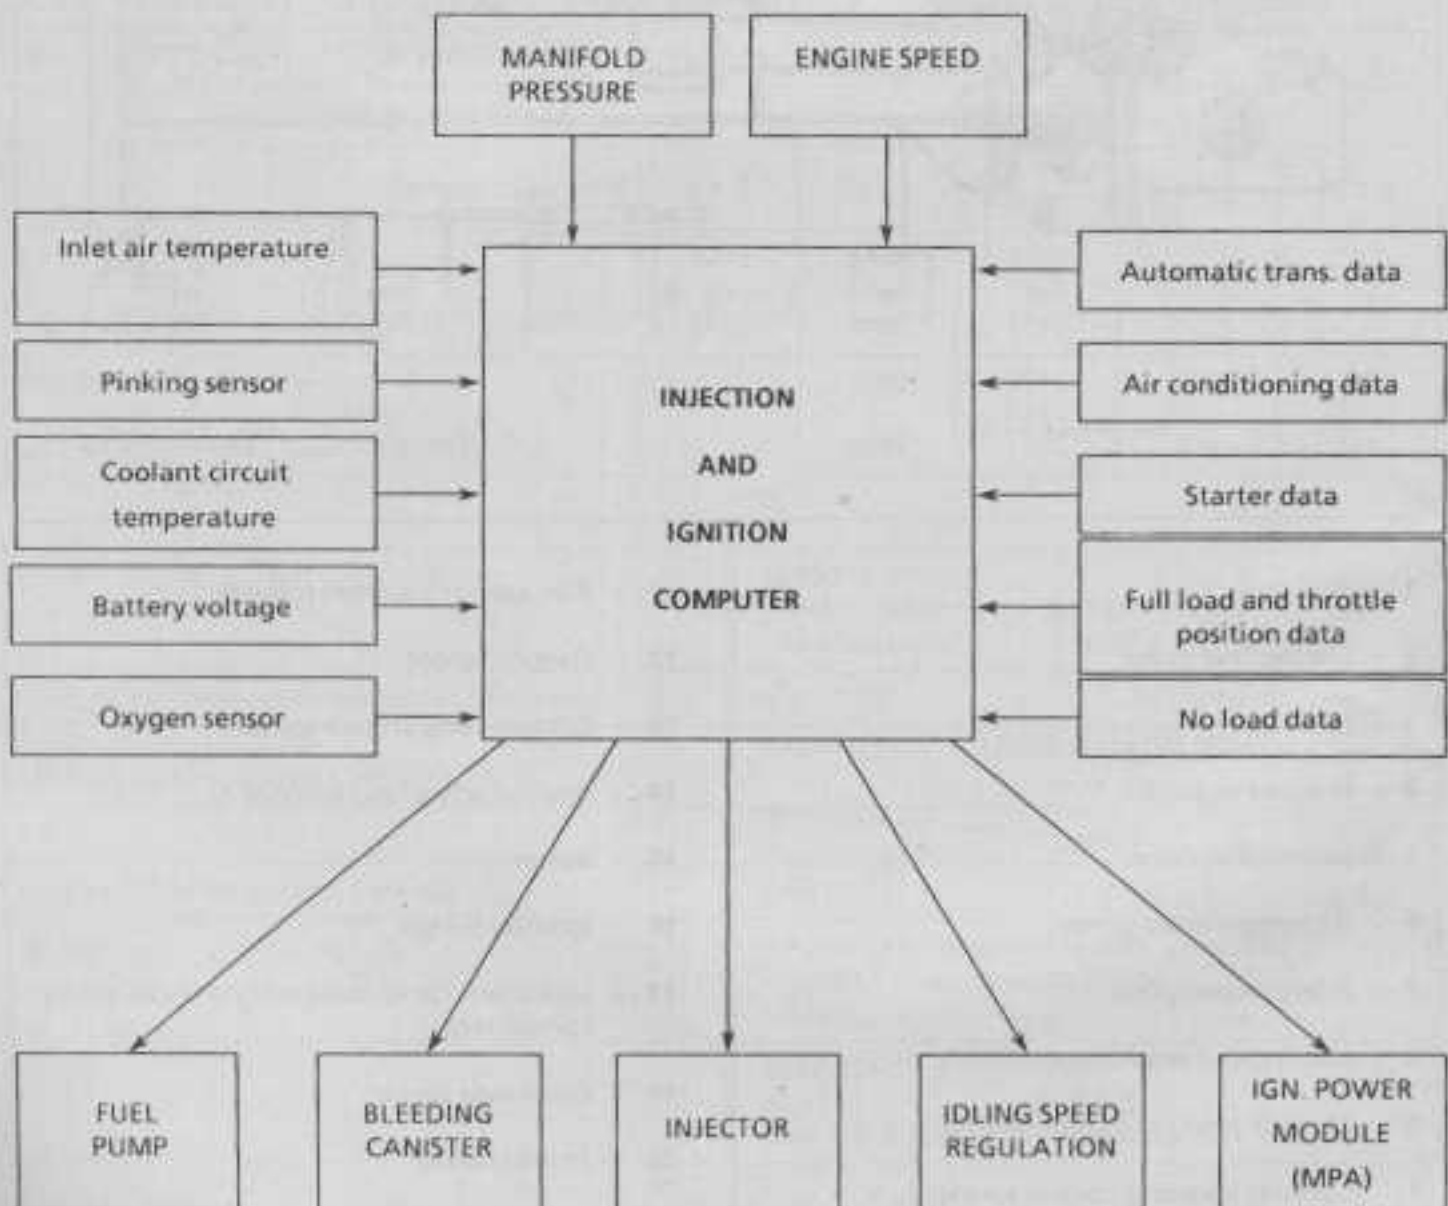 MANIFOLD
PRESSURE
ENGINE SPEED
Inlet air temperature
Pinking sensor
Coolant circuit
temperature
Battery voltage
Oxygen sensor
INJECTION
AND
IGNITION
COMPUTER
Automatic trans. data
Air conditioning data
Starter data
Full load and throttle
position data
No load data
FUEL
PUMP
BLEEDING
CANISTER
INJECTOR
IDLING SPEED
REGULATION
IGN. POWER
MODULE
(MPA)